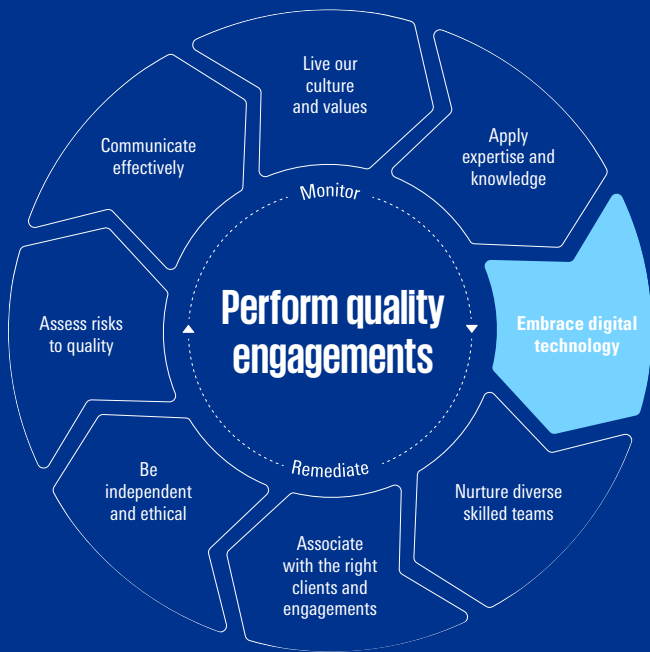 Live our
culture
and values
Apply
expertise and
knowledge
Embrace digital
technology
Nurture diverse
skilled teams
Associate
with the right
clients and
engagements
Be
independent
and ethical
Assess risks
to quality
Communicate
effectively
Monitor
Perform quality
engagements
Remediate